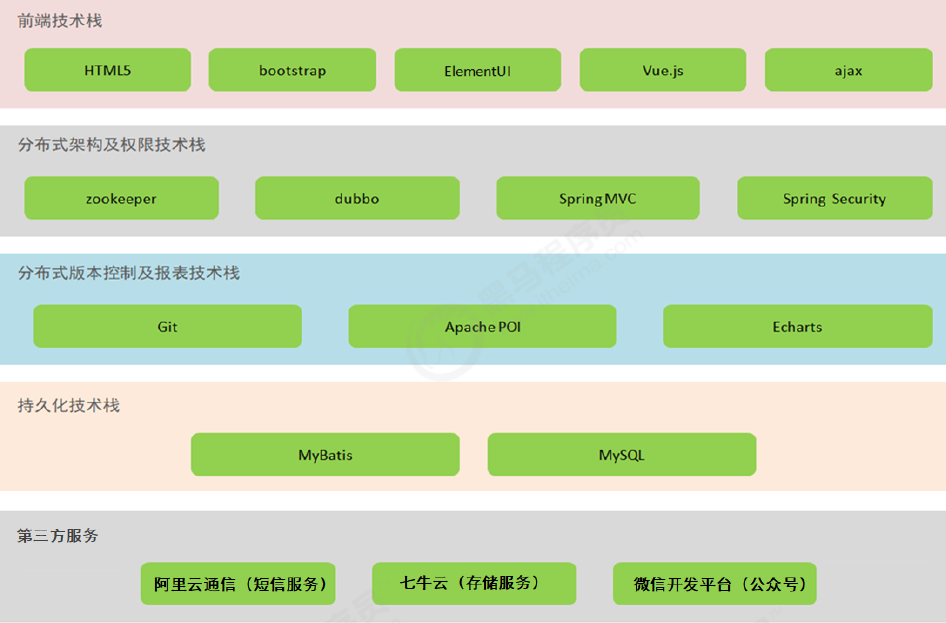 前端技术栈
HTML5 bootstrap ElementUI Vue.js ajax
分布式架构及权限技术栈
zookeeper dubbo Spring MVC Spring Security
分布式版本控制及报表技术栈
Git Apache POI Echarts
持久化技术栈
MyBatis MySQL
第三方服务
阿里云通信（短信服务） 七牛云（存储服务） 微信开发平台（公众号）